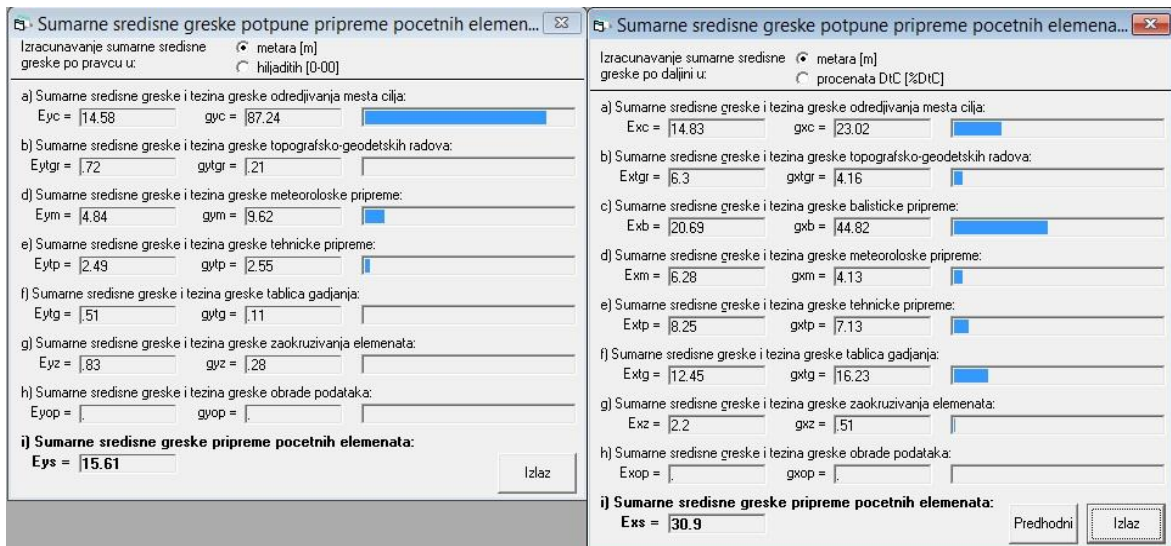 Sumarne sredisne greske potpune pripreme pocetnih elemen...
Izracunavanje sumarne sredisne
greske po pravcu u:
metara [m]
hiljaditih [0-00]
a) Sumarne sredisne greske i tezina greske odredjivanja mesta cilja:
Eyc = 14.58 gyc = 87.24
b) Sumarne sredisne greske i tezina greske topografsko-geodetskih radova:
Eytgr = .72 gytgr = .21
d) Sumarne sredisne greske i tezina greske meteoroloske pripreme:
Eym = 4.84 gym = 9.62
e) Sumarne sredisne greske i tezina greske tehnicke pripreme:
Eytp = 2.49 gytp = 2.55
f) Sumarne sredisne greske i tezina greske tablica gadjanja:
Eytg = .51 gytg = .11
g) Sumarne sredisne greske i tezina greske zaokruzivanja elemenata:
Eyz = .83 gyz = .28
h) Sumarne sredisne greske i tezina greske obrade podataka:
Eyop = . gyop = .
i) Sumarne sredisne greske pripreme pocetnih elemenata:
Eys = 15.61
Izlaz
Sumarne sredisne greske potpune pripreme pocetnih elemenata...
Izracunavanje sumarne sredisne
greske po daljini u:
metara [m]
procenata DtC [%DtC]
a) Sumarne sredisne greske i tezina greske odredjivanja mesta cilja:
Exc = 14.83 gxc = 23.02
b) Sumarne sredisne greske i tezina greske topografsko-geodetskih radova:
Extgr = 6.3 gxtgr = 4.16
c) Sumarne sredisne greske i tezina greske balisticke pripreme:
Exb = 20.69 gxb = 44.82
d) Sumarne sredisne greske i tezina greske meteoroloske pripreme:
Exm = 6.28 gxm = 4.13
e) Sumarne sredisne greske i tezina greske tehnicke pripreme:
Extp = 8.25 gxtp = 7.13
f) Sumarne sredisne greske i tezina greske tablica gadjanja:
Extg = 12.45 gxtg = 16.23
g) Sumarne sredisne greske i tezina greske zaokruzivanja elemenata:
Exz = 2.2 gxz = .51
h) Sumarne sredisne greske i tezina greske obrade podataka:
Exop = . gxop = .
i) Sumarne sredisne greske pripreme pocetnih elemenata:
Exs = 30.9
Predhodni Izlaz